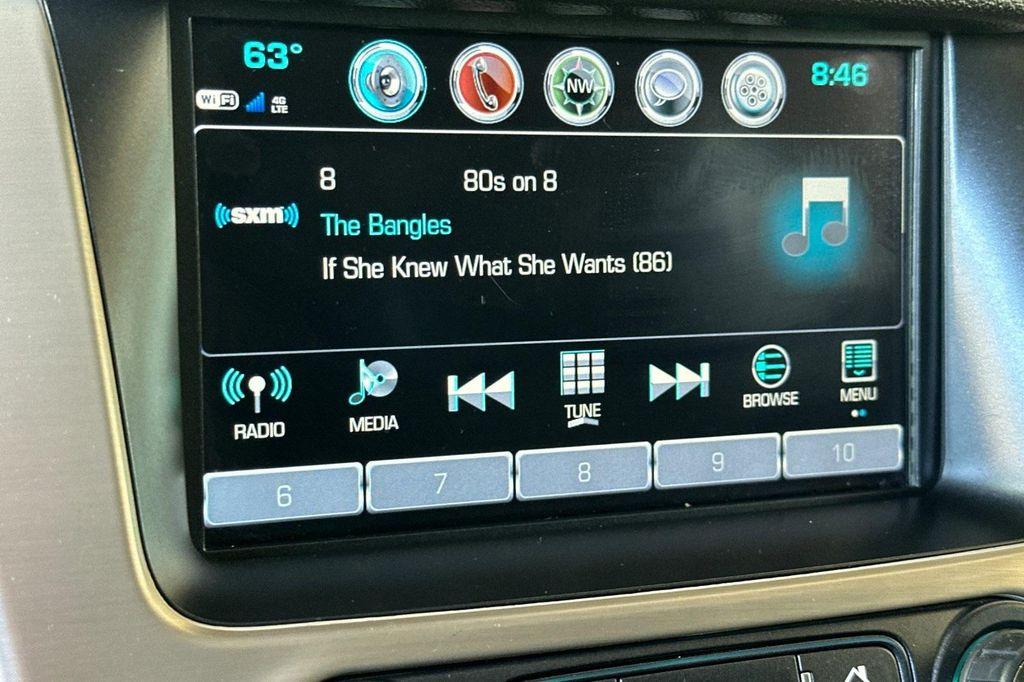 63°
WiFi 4G LTE
NW
8:46
8 80s on 8
sxm
The Bangles
If She Knew What She Wants (86)
RADIO MEDIA TUNE BROWSE MENU
6 7 8 9 10